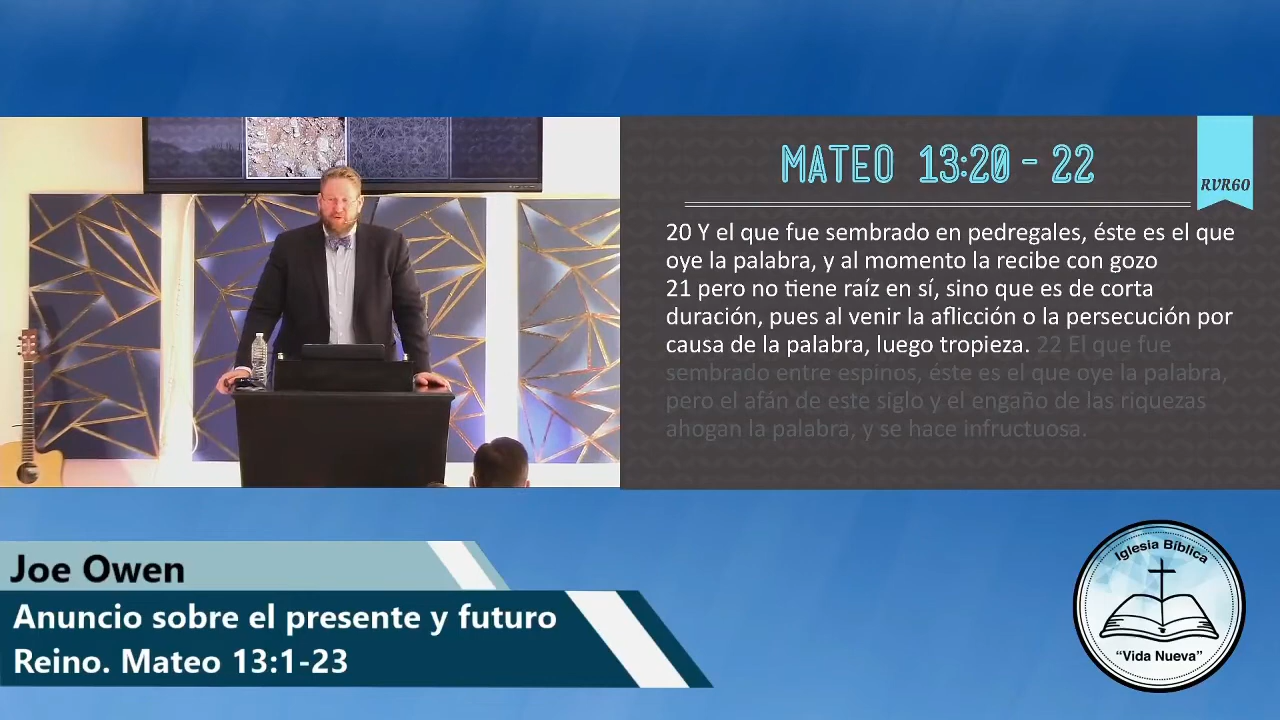 MATEO 13:20 - 22
RVR60
20 Y el que fue sembrado en pedregales, éste es el que
oye la palabra, y al momento la recibe con gozo
21 pero no tiene raíz en sí, sino que es de corta
duración, pues al venir la aflicción o la persecución por
causa de la palabra, luego tropieza. 22 El que fue
sembrado entre espinos, éste es el que oye la palabra,
pero el afán de este siglo y el engaño de las riquezas
ahogan la palabra, y se hace infructuosa.
Joe Owen
Anuncio sobre el presente y futuro
Reino. Mateo 13:1-23
Iglesia Bíblica
“Vida Nueva”